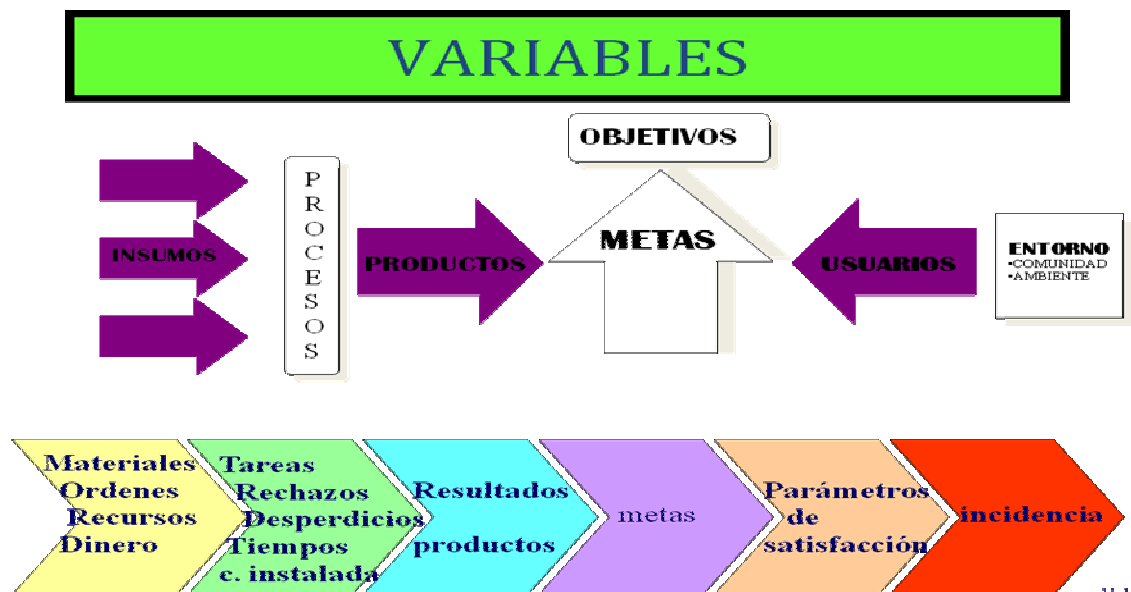 VARIABLES
OBJETIVOS
METAS
INSUMOS
PROCESOS
PRODUCTOS
USUARIOS
ENTORNO
•COMUNIDAD
•AMBIENTE
Materiales
Ordenes
Recursos
Dinero
Tareas
Rechazos
Desperdicios
Tiempos
c. instalada
Resultados
productos
metas
Parámetros
de
satisfacción
incidencia